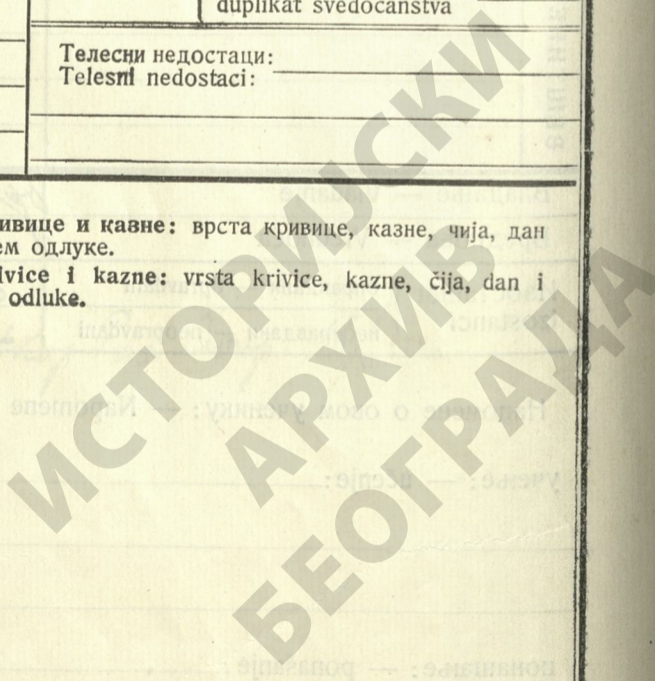 duplikat svedočanstva
Телесни недостаци:
Telesni nedostaci:
ивице и казне: врста кривице, казне, чија, дан
ем одлуке.
ivice i kazne: vrsta krivice, kazne, čija, dan i
odluke.
ИСТОРИЈСКИ
АРХИВ
БЕОГРАДА